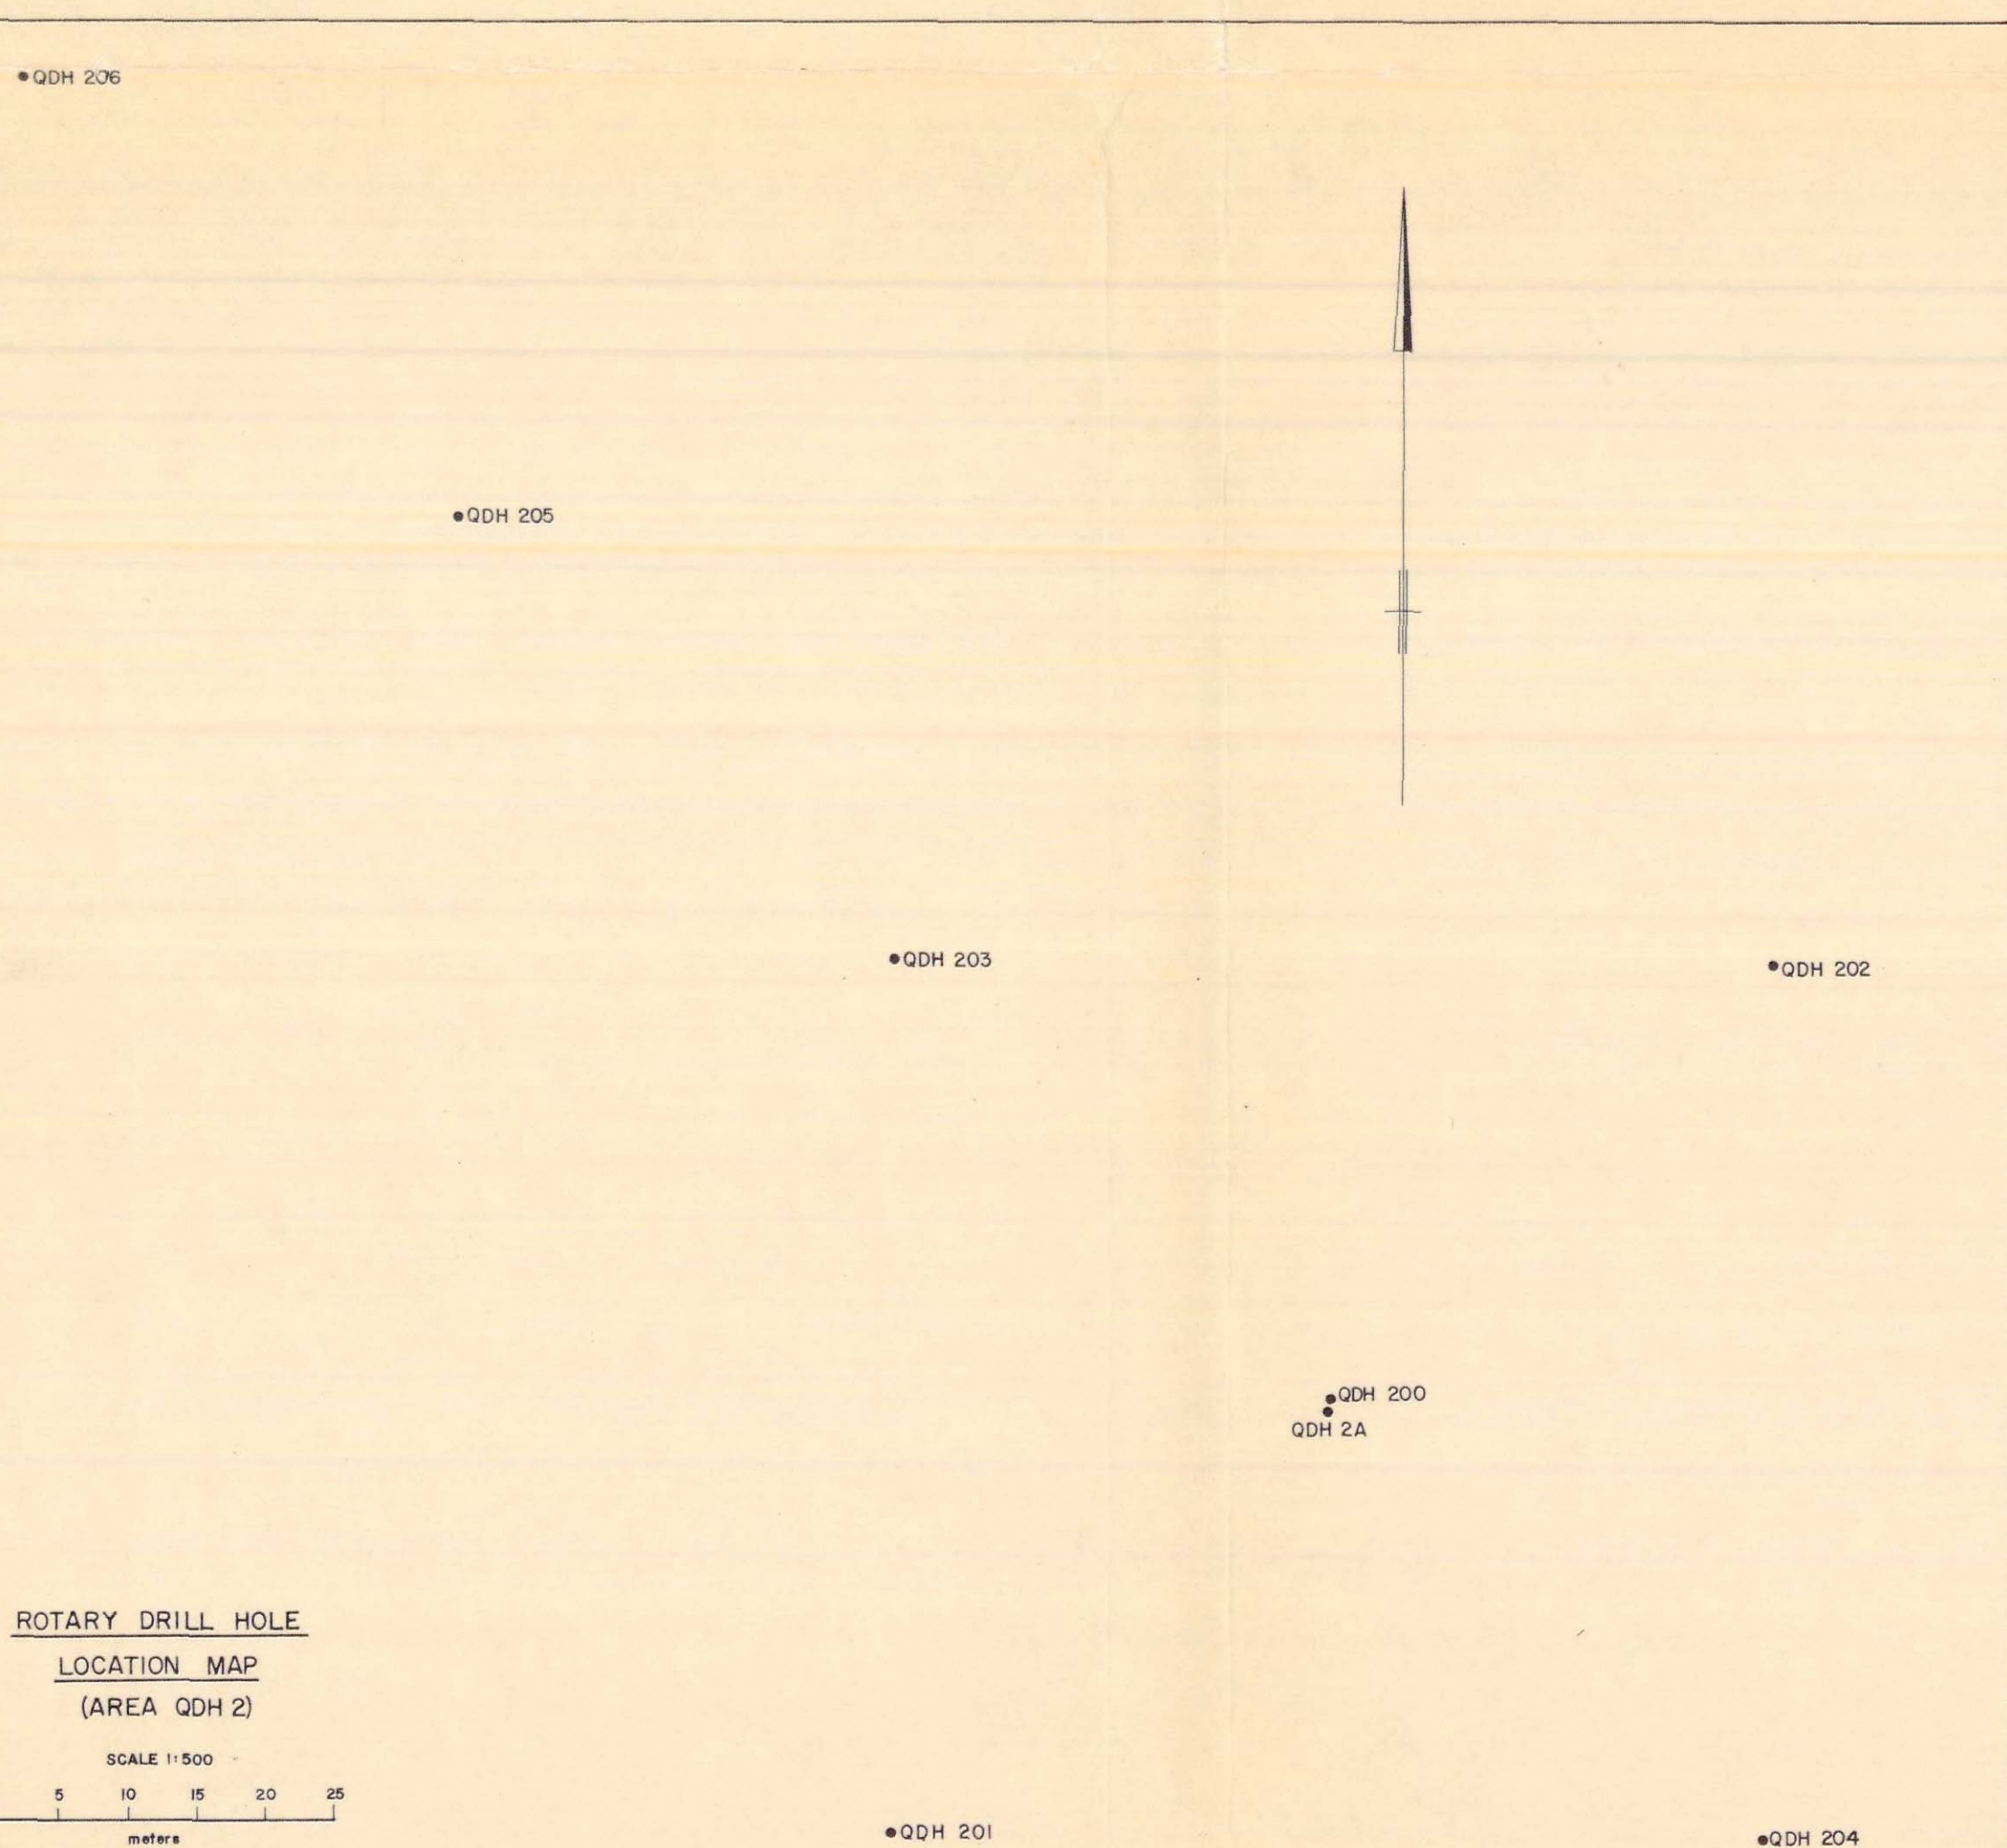 QDH 206
QDH 205
QDH 203
QDH 202
QDH 200
QDH 2A
ROTARY DRILL HOLE
LOCATION MAP
(AREA QDH 2)
SCALE 1:500
5 10 15 20 25
meters
QDH 201
QDH 204